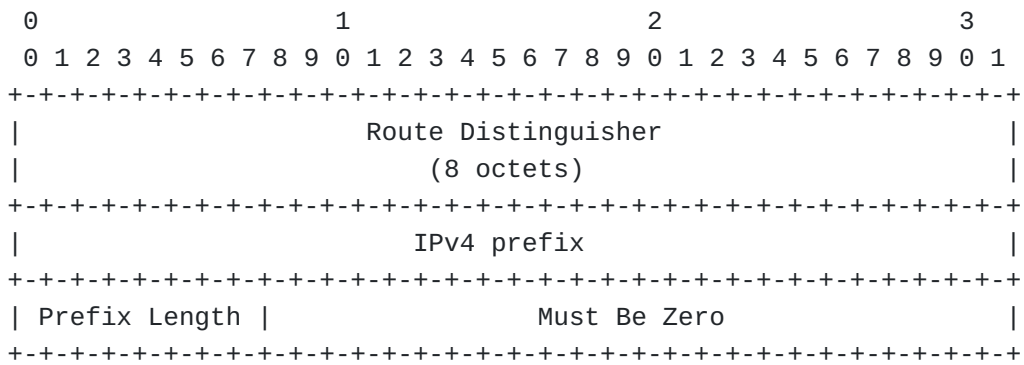 0                   1                   2                   3
 0 1 2 3 4 5 6 7 8 9 0 1 2 3 4 5 6 7 8 9 0 1 2 3 4 5 6 7 8 9 0 1
+-+-+-+-+-+-+-+-+-+-+-+-+-+-+-+-+-+-+-+-+-+-+-+-+-+-+-+-+-+-+-+-+
|                      Route Distinguisher                      |
|                          (8 octets)                           |
+-+-+-+-+-+-+-+-+-+-+-+-+-+-+-+-+-+-+-+-+-+-+-+-+-+-+-+-+-+-+-+-+
|                         IPv4 prefix                           |
+-+-+-+-+-+-+-+-+-+-+-+-+-+-+-+-+-+-+-+-+-+-+-+-+-+-+-+-+-+-+-+-+
| Prefix Length |                 Must Be Zero                  |
+-+-+-+-+-+-+-+-+-+-+-+-+-+-+-+-+-+-+-+-+-+-+-+-+-+-+-+-+-+-+-+-+